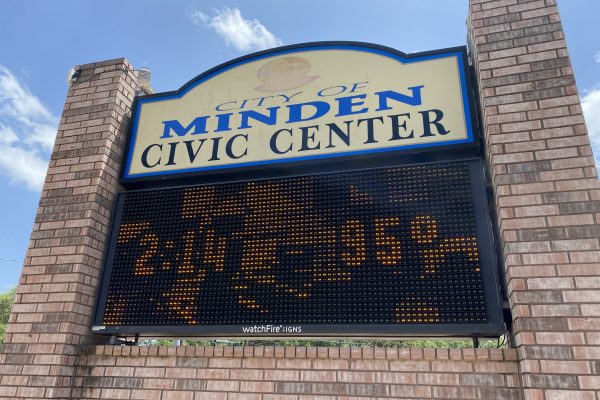 CITY OF
MINDEN
CIVIC CENTER
2:14 95°
watchFire SIGNS